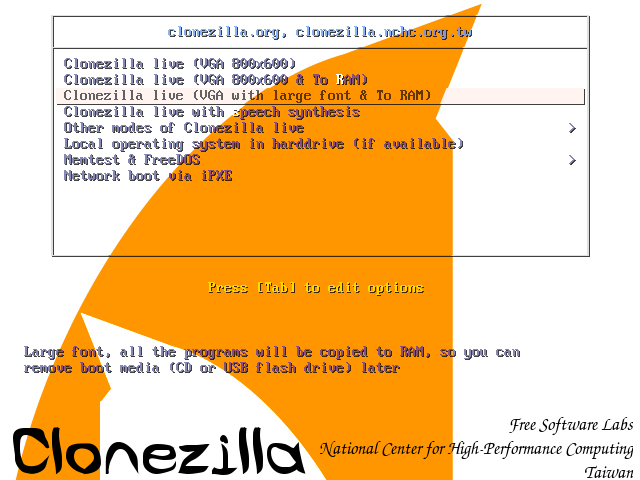 clonezilla.org, clonezilla.nchc.org.tw
Clonezilla live (VGA 800x600)
Clonezilla live (VGA 800x600 & To RAM)
Clonezilla live (VGA with large font & To RAM)
Clonezilla live with speech synthesis
Other modes of Clonezilla live >
Local operating system in harddrive (if available)
Memtest & FreeDOS >
Network boot via iPXE
Press [Tab] to edit options
Large font, all the programs will be copied to RAM, so you can
remove boot media (CD or USB flash drive) later
Free Software Labs
Clonezilla National Center for High-Performance Computing
Taiwan